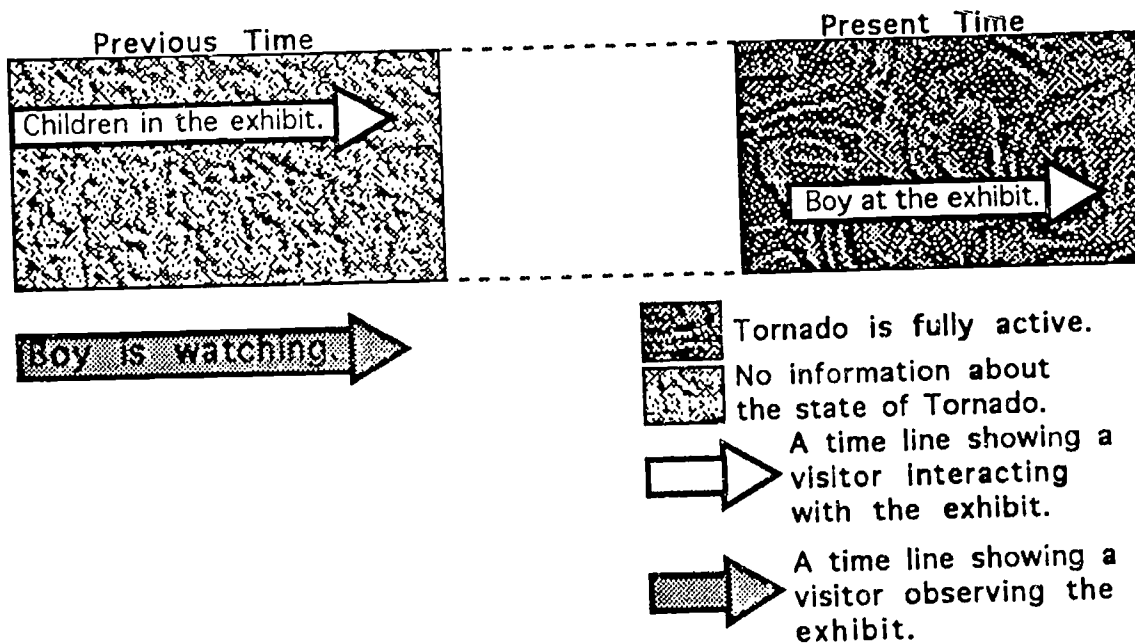 Previous Time
Present Time
Children in the exhibit.
Boy at the exhibit.
Boy is watching.
Tornado is fully active.
No information about
the state of Tornado.
A time line showing a
visitor interacting
with the exhibit.
A time line showing a
visitor observing the
exhibit.